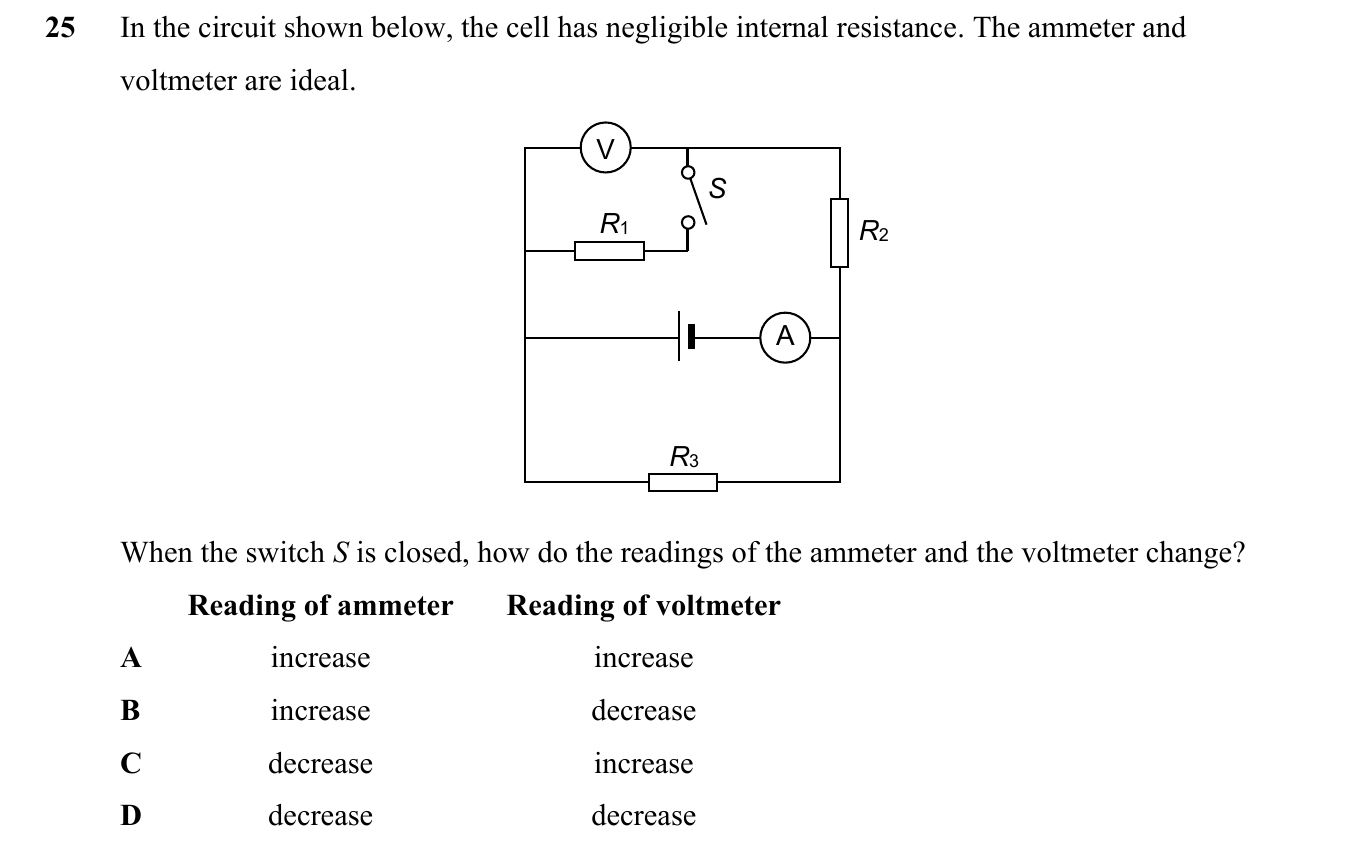 25 In the circuit shown below, the cell has negligible internal resistance. The ammeter and
voltmeter are ideal.
V
S
R1
R2
A
R3
When the switch S is closed, how do the readings of the ammeter and the voltmeter change?
Reading of ammeter Reading of voltmeter
A increase increase
B increase decrease
C decrease increase
D decrease decrease